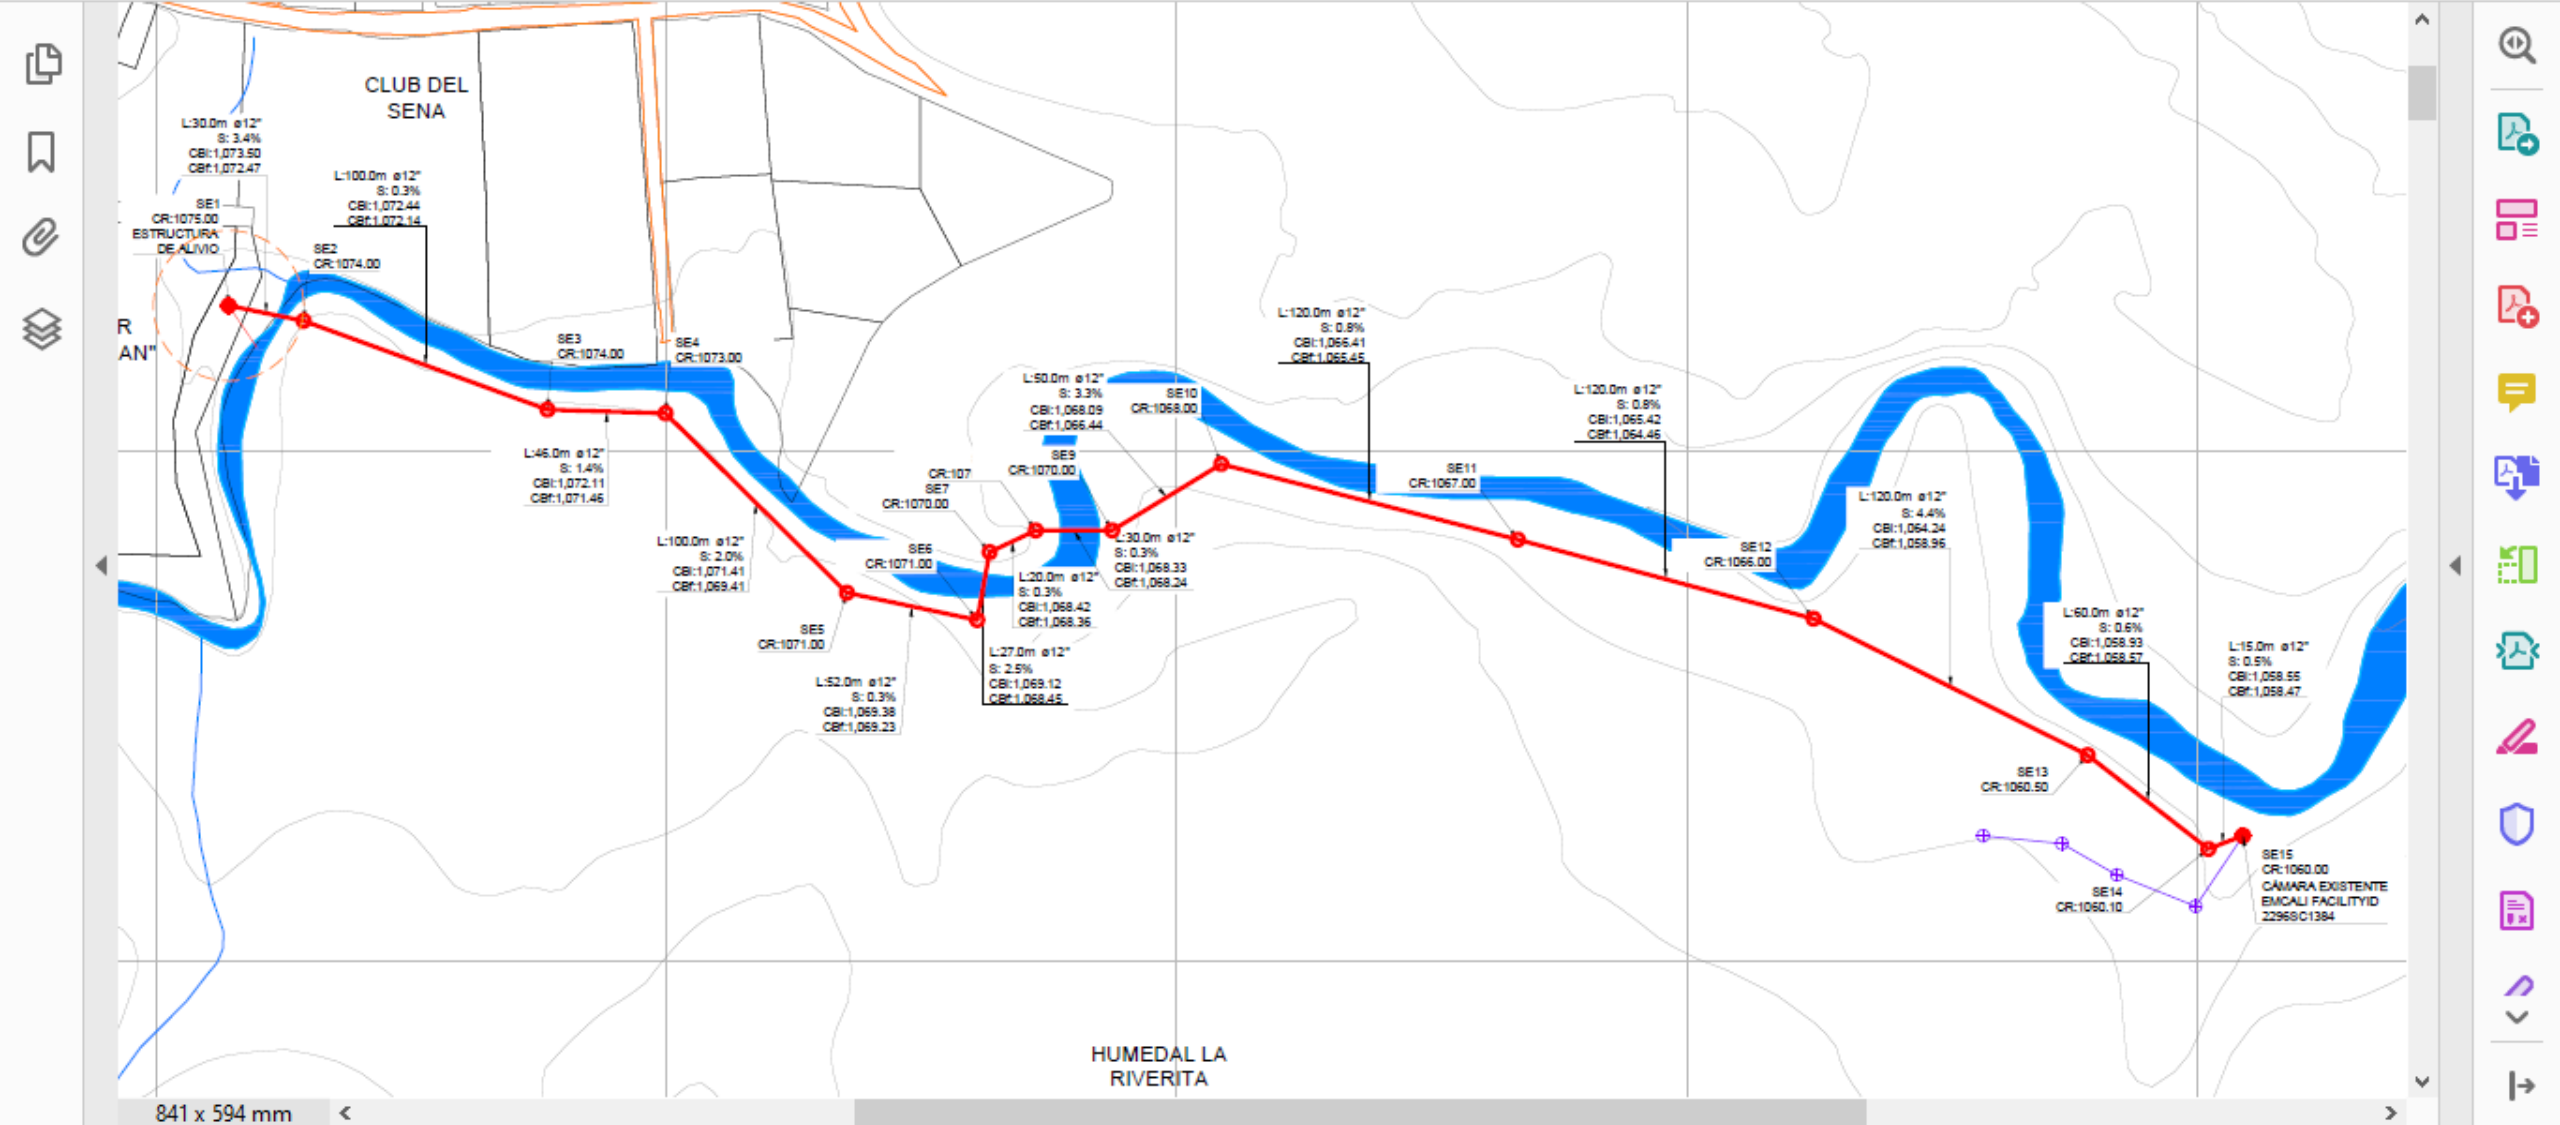 CLUB DEL
SENA
L:30.0m ø12"
S: 3.4%
CBI:1,073.50
CBf:1,072.47
L:100.0m ø12"
S: 0.3%
CBI:1,072.44
CBf:1,072.14
SE1
CR:1075.00
ESTRUCTURA
DE ALIVIO
SE2
CR:1074.00
R
AN"
SE3
CR:1074.00
SE4
CR:1073.00
L:46.0m ø12"
S: 1.4%
CBI:1,072.11
CBf:1,071.46
L:100.0m ø12"
S: 2.0%
CBI:1,071.41
CBf:1,069.41
SE5
CR:1071.00
L:52.0m ø12"
S: 0.3%
CBI:1,069.38
CBf:1,069.23
SE6
CR:1071.00
CR:107
SE7
CR:1070.00
L:27.0m ø12"
S: 2.5%
CBI:1,069.12
CBf:1,068.45
L:20.0m ø12"
S: 0.3%
CBI:1,068.42
CBf:1,068.36
SE9
CR:1070.00
L:30.0m ø12"
S: 0.3%
CBI:1,068.33
CBf:1,068.24
L:50.0m ø12"
S: 3.3%
CBI:1,068.09
CBf:1,066.44
SE10
CR:1068.00
L:120.0m ø12"
S: 0.8%
CBI:1,066.41
CBf:1,065.45
SE11
CR:1067.00
L:120.0m ø12"
S: 0.8%
CBI:1,065.42
CBf:1,064.46
SE12
CR:1066.00
L:120.0m ø12"
S: 4.4%
CBI:1,064.24
CBf:1,058.96
SE13
CR:1060.50
L:60.0m ø12"
S: 0.6%
CBI:1,058.93
CBf:1,058.57
L:15.0m ø12"
S: 0.5%
CBI:1,058.55
CBf:1,058.47
SE14
CR:1060.10
SE15
CR:1060.00
CÁMARA EXISTENTE
EMCALI FACILITYID
2296SC1384
HUMEDAL LA
RIVERITA
841 x 594 mm